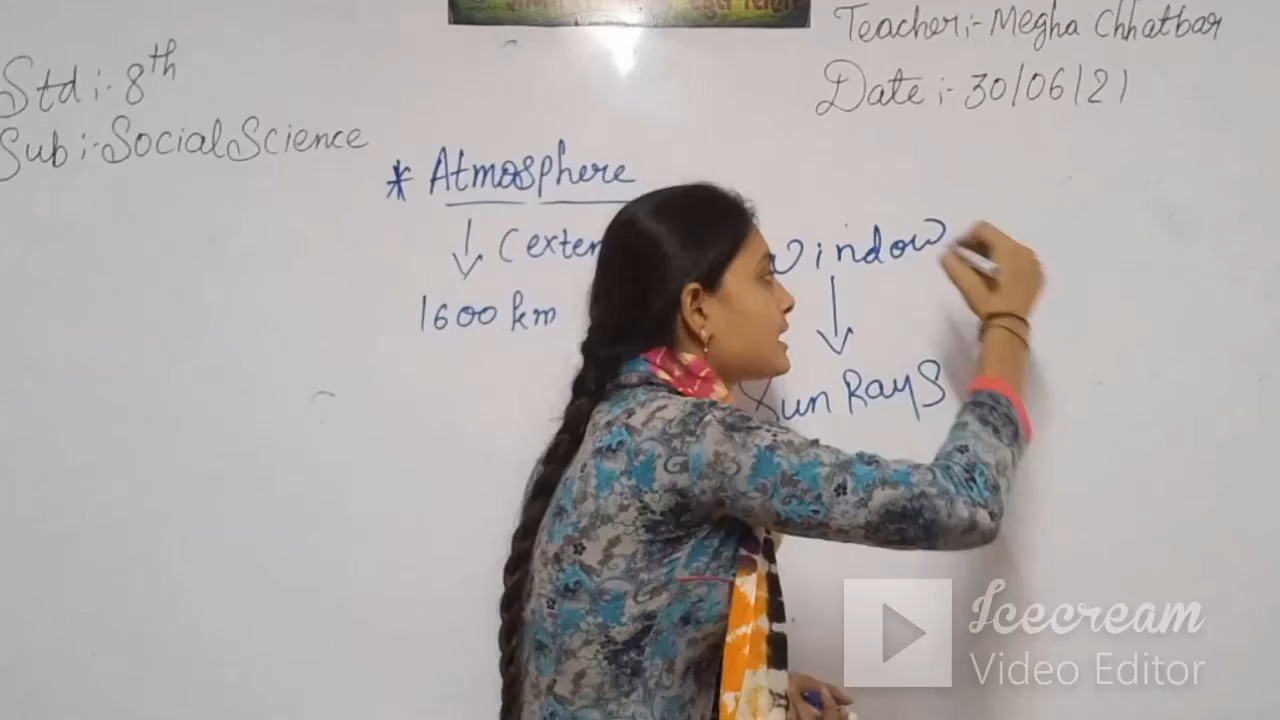 Teacher:- Megha Chhatbar
Date:- 30/06/21
Std:- 8th
Sub:- Social Science
* Atmosphere
(exten
1600 km
window
Sun Rays
Icecream
Video Editor